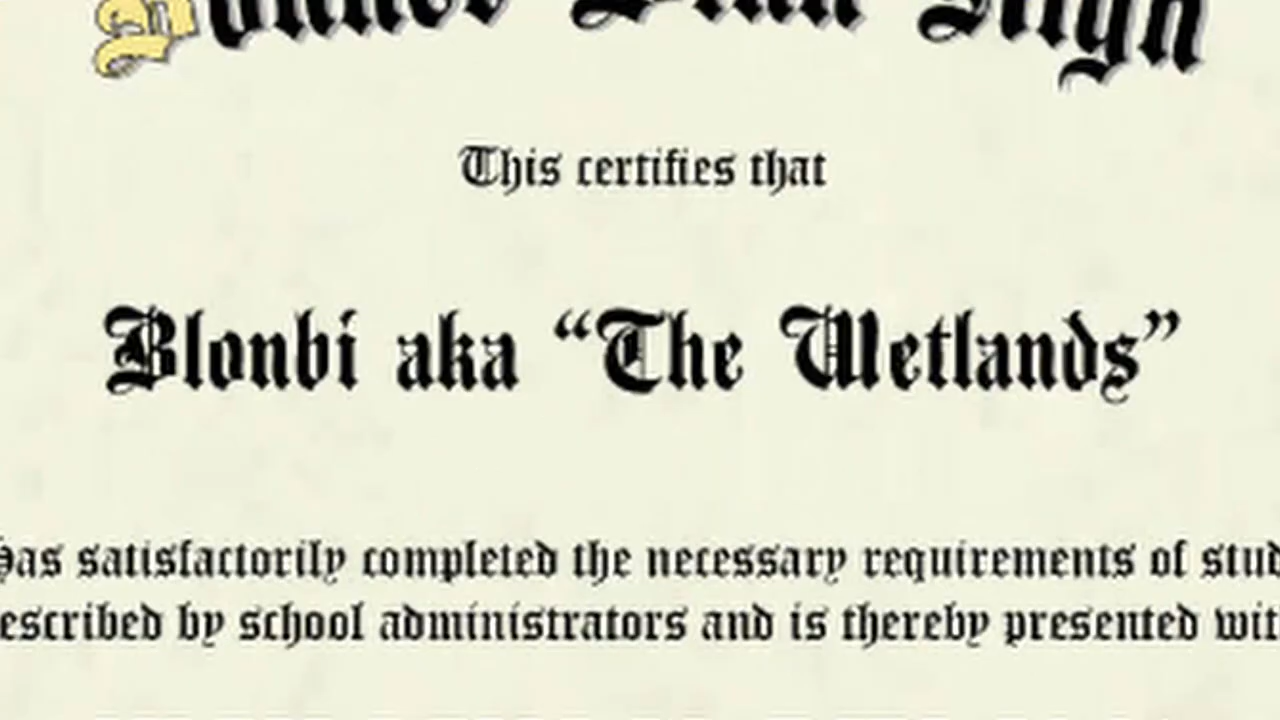 This certifies that
Blonbi aka “The Wetlands”
has satisfactorily completed the necessary requirements of stud
escribed by school administrators and is thereby presented wit